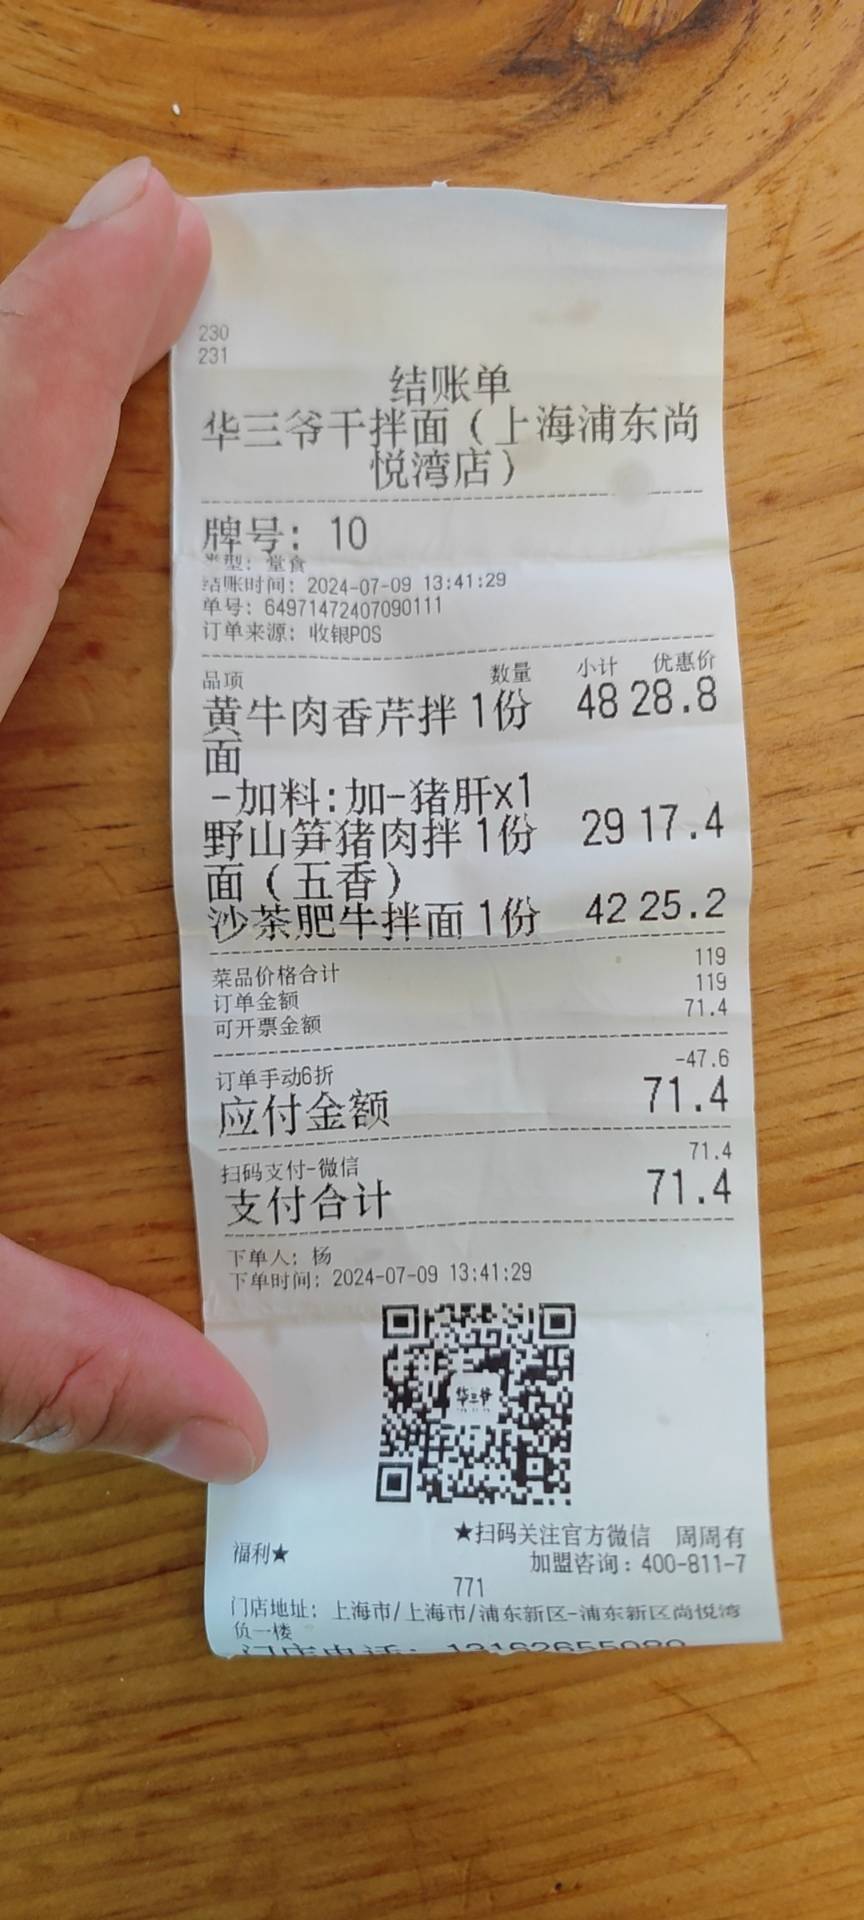 230
231
结账单
华三爷干拌面（上海浦东尚
悦湾店）
牌号：10
类型：堂食
结账时间：2024-07-09 13:41:29
单号：64971472407090111
订单来源：收银POS
品项 数量 小计 优惠价
黄牛肉香芹拌 1份 48 28.8
面
-加料:加-猪肝x1
野山笋猪肉拌 1份 29 17.4
面（五香）
沙茶肥牛拌面 1份 42 25.2
菜品价格合计 119
订单金额 119
可开票金额 71.4
订单手动6折 -47.6
应付金额 71.4
扫码支付-微信 71.4
支付合计 71.4
下单人：杨
下单时间：2024-07-09 13:41:29
华三爷
★扫码关注官方微信 周周有
福利★
加盟咨询：400-811-7
771
门店地址：上海市/上海市/浦东新区-浦东新区尚悦湾
负一楼
门店电话：